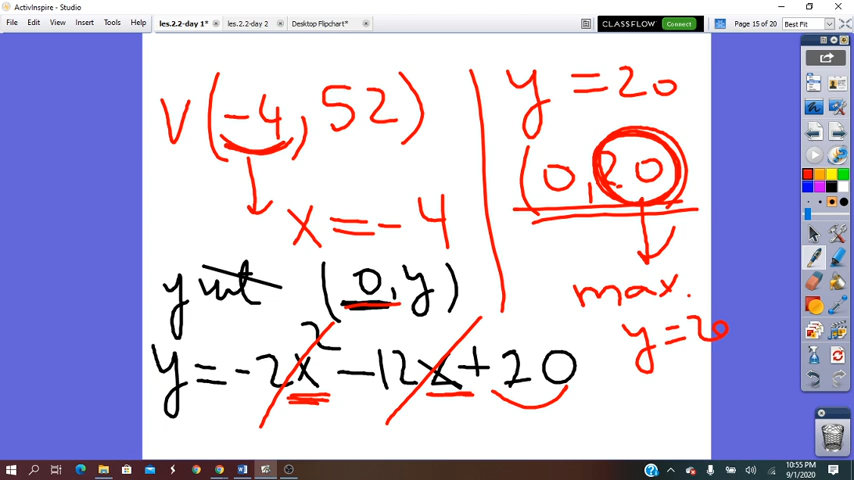 ActivInspire - Studio
File Edit View Insert Tools Help
les.2.2-day 1* les.2.2-day 2 Desktop Flipchart*
CLASSFLOW Connect
Page 15 of 20 Best Fit
V(-4, 52)
x = -4
y = 20
(0, 20)
max.
y = 20
y int (0, y)
y = -2x² - 12x + 20
10:55 PM
9/1/2020